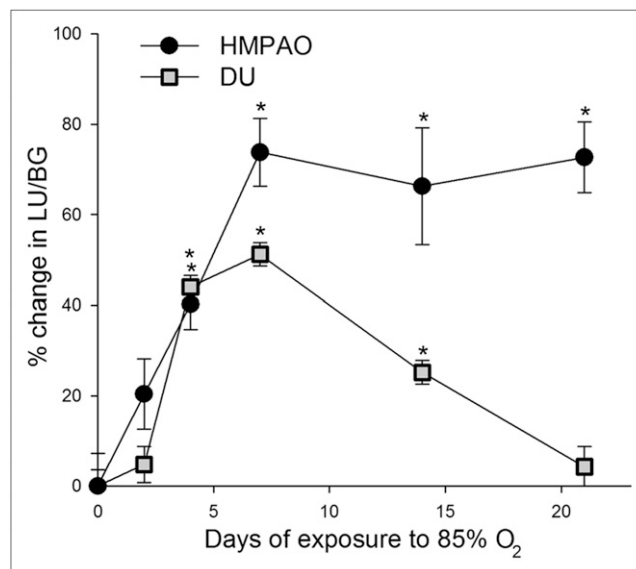 100
HMPAO
DU
80
60
40
20
0
% change in LU/BG
* * *
* * *
*
0 5 10 15 20
Days of exposure to 85% O₂